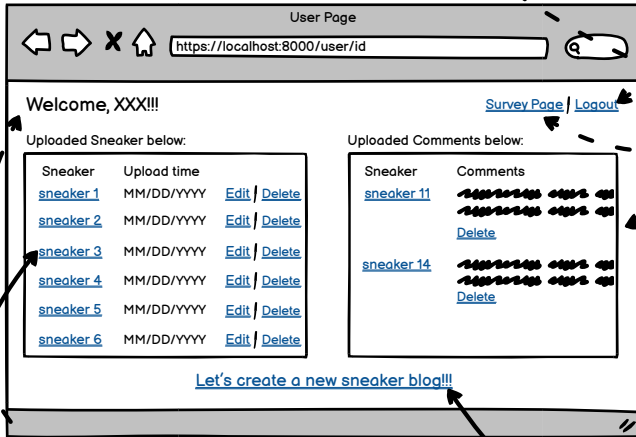 User Page
https://localhost:8000/user/id
Welcome, XXX!!!
Survey Page | Logout
Uploaded Sneaker below:
Sneaker Upload time
sneaker 1 MM/DD/YYYY Edit | Delete
sneaker 2 MM/DD/YYYY Edit | Delete
sneaker 3 MM/DD/YYYY Edit | Delete
sneaker 4 MM/DD/YYYY Edit | Delete
sneaker 5 MM/DD/YYYY Edit | Delete
sneaker 6 MM/DD/YYYY Edit | Delete
Uploaded Comments below:
Sneaker Comments
sneaker 11
Delete
sneaker 14
Delete
Let's create a new sneaker blog!!!